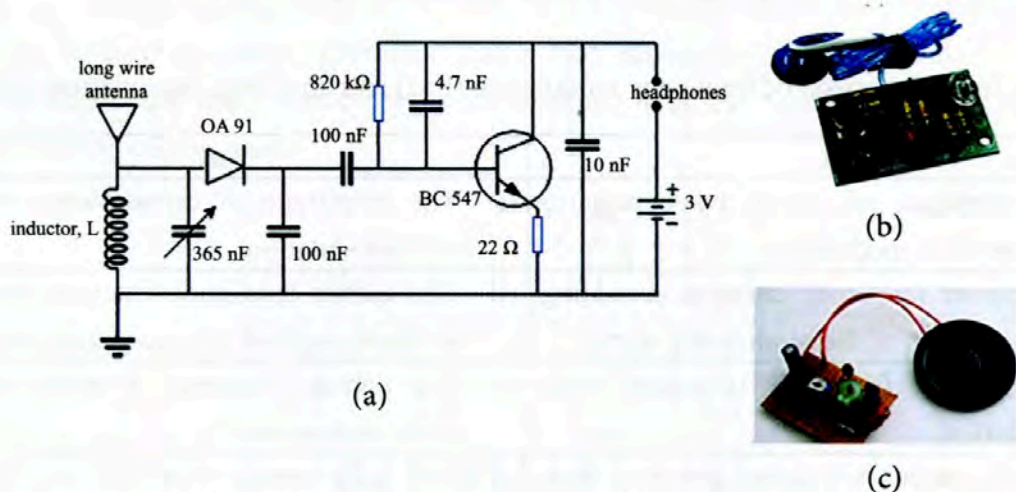 long wire
antenna
OA 91
820 kΩ
4.7 nF
100 nF
headphones
BC 547
10 nF
+
3 V
−
inductor, L
365 nF
100 nF
22 Ω
(a)
(b)
(c)